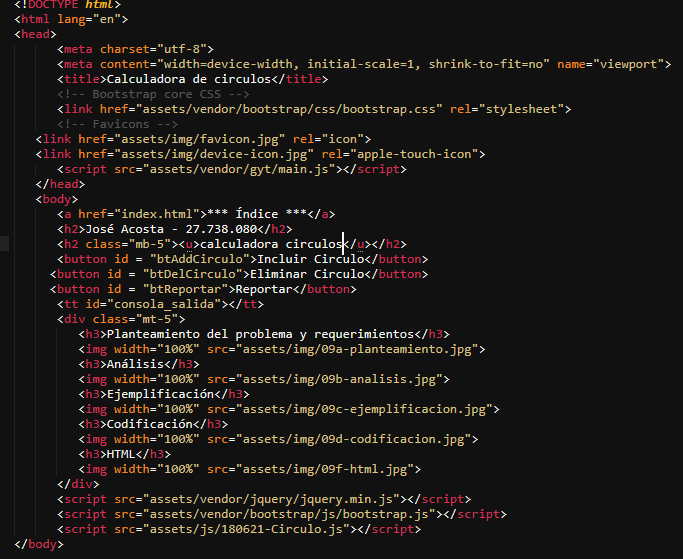 <!DOCTYPE html>
<html lang="en">
<head>
<meta charset="utf-8">
<meta content="width=device-width, initial-scale=1, shrink-to-fit=no" name="viewport">
<title>Calculadora de circulos</title>
<!-- Bootstrap core CSS -->
<link href="assets/vendor/bootstrap/css/bootstrap.css" rel="stylesheet">
<!-- Favicons -->
<link href="assets/img/favicon.jpg" rel="icon">
<link href="assets/img/device-icon.jpg" rel="apple-touch-icon">
<script src="assets/vendor/gyt/main.js"></script>
</head>
<body>
<a href="index.html">*** Índice ***</a>
<h2>José Acosta - 27.738.080</h2>
<h2 class="mb-5"><u>calculadora circulos</u></h2>
<button id = "btAddCirculo">Incluir Circulo</button>
<button id = "btDelCirculo">Eliminar Circulo</button>
<button id = "btReportar">Reportar</button>
<tt id="consola_salida"></tt>
<div class="mt-5">
<h3>Planteamiento del problema y requerimientos</h3>
<img width="100%" src="assets/img/09a-planteamiento.jpg">
<h3>Análisis</h3>
<img width="100%" src="assets/img/09b-analisis.jpg">
<h3>Ejemplificación</h3>
<img width="100%" src="assets/img/09c-ejemplificacion.jpg">
<h3>Codificación</h3>
<img width="100%" src="assets/img/09d-codificacion.jpg">
<h3>HTML</h3>
<img width="100%" src="assets/img/09f-html.jpg">
</div>
<script src="assets/vendor/jquery/jquery.min.js"></script>
<script src="assets/vendor/bootstrap/js/bootstrap.js"></script>
<script src="assets/js/180621-Circulo.js"></script>
</body>